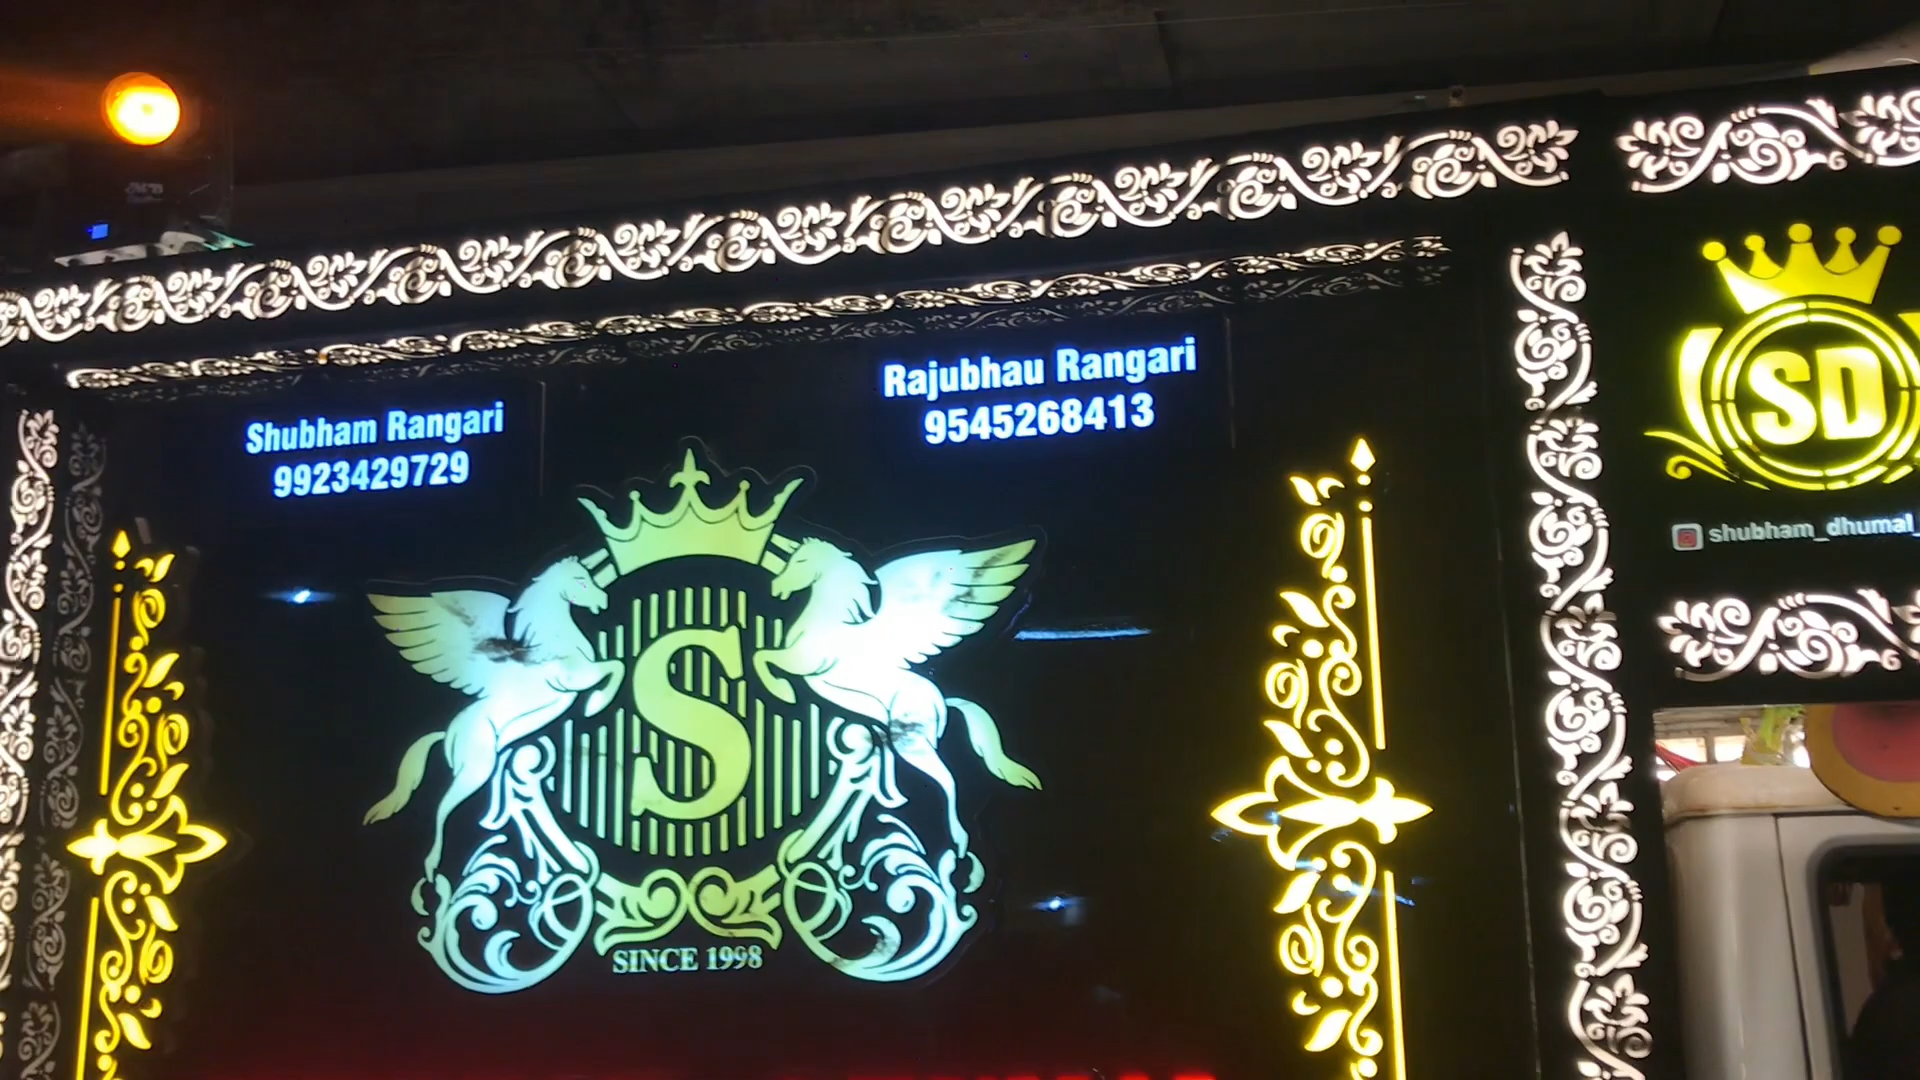 Shubham Rangari
9923429729
Rajubhau Rangari
9545268413
S
SINCE 1998
SD
shubham_dhumal_